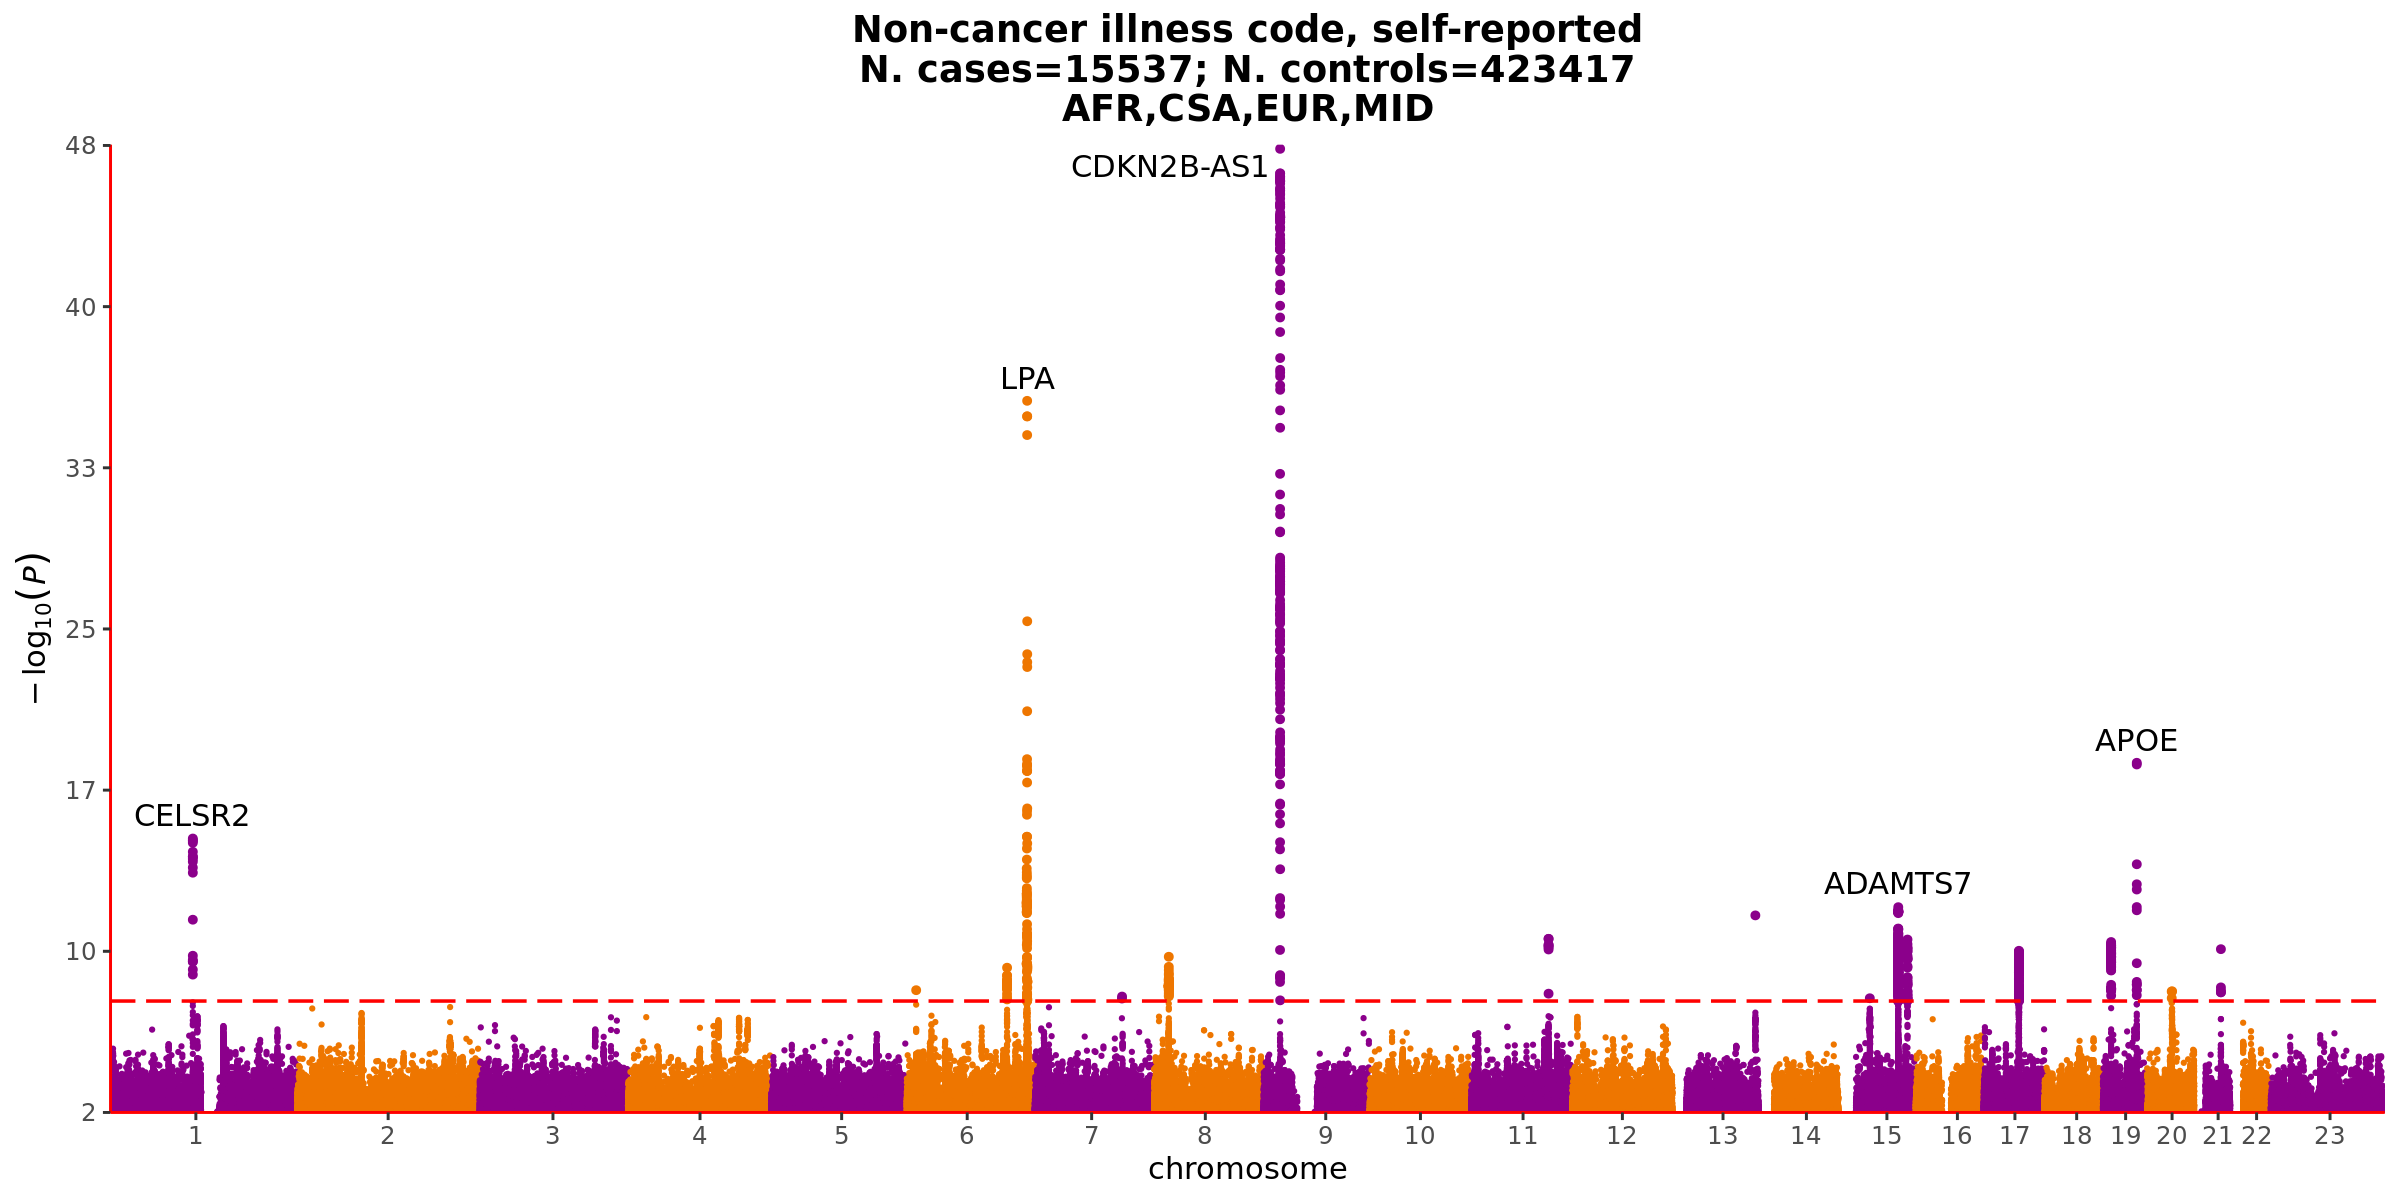 Non-cancer illness code, self-reported
N. cases=15537; N. controls=423417
AFR,CSA,EUR,MID
48
CDKN2B-AS1
40
LPA
33
−log10(P)
25
APOE
17
CELSR2
ADAMTS7
10
2
1 2 3 4 5 6 7 8 9 10 11 12 13 14 15 16 17 18 19 20 21 22 23
chromosome